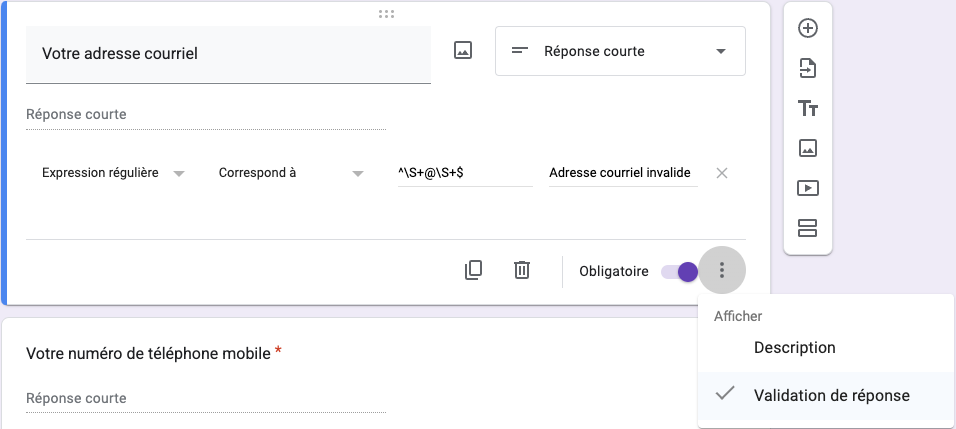 Votre adresse courriel
Réponse courte
Réponse courte
Expression régulière Correspond à ^\S+@\S+$ Adresse courriel invalide
Obligatoire
Afficher
Description
Validation de réponse
Votre numéro de téléphone mobile *
Réponse courte